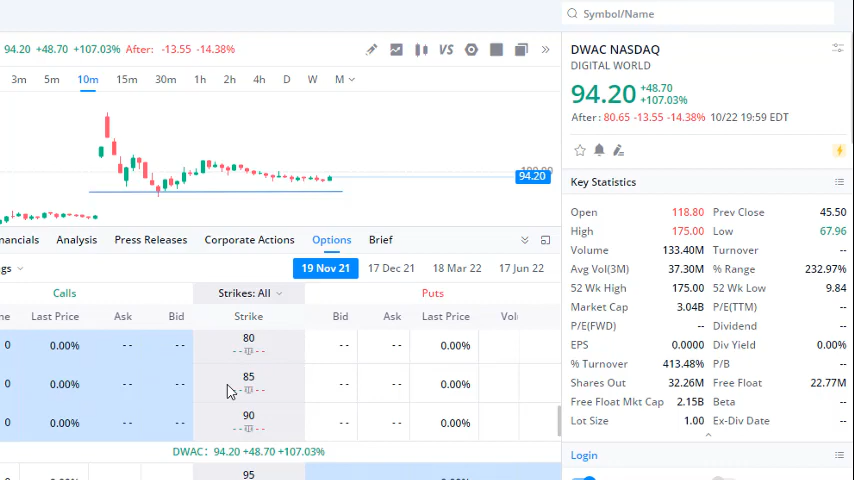 Symbol/Name
94.20 +48.70 +107.03% After: -13.55 -14.38% VS
3m 5m 10m 15m 30m 1h 2h 4h D W M
94.20
DWAC NASDAQ
DIGITAL WORLD
94.20 +48.70
+107.03%
After : 80.65 -13.55 -14.38% 10/22 19:59 EDT
Key Statistics
Open 118.80 Prev Close 45.50
High 175.00 Low 67.96
Volume 133.40M Turnover --
Avg Vol(3M) 37.30M % Range 232.97%
52 Wk High 175.00 52 Wk Low 9.84
Market Cap 3.04B P/E(TTM) --
P/E(FWD) -- Dividend --
EPS 0.0000 Div Yield 0.00%
% Turnover 413.48% P/B --
Shares Out 32.26M Free Float 22.77M
Free Float Mkt Cap 2.15B Beta --
Lot Size 1.00 Ex-Div Date --
Login
nancials Analysis Press Releases Corporate Actions Options Brief
gs 19 Nov 21 17 Dec 21 18 Mar 22 17 Jun 22
Calls Strikes: All Puts
ne Last Price Ask Bid Strike Bid Ask Last Price Vol
0 0.00% -- -- 80 -- -- 0.00%
0 0.00% -- -- 85 -- -- 0.00%
0 0.00% -- -- 90 -- -- 0.00%
DWAC: 94.20 +48.70 +107.03%
95